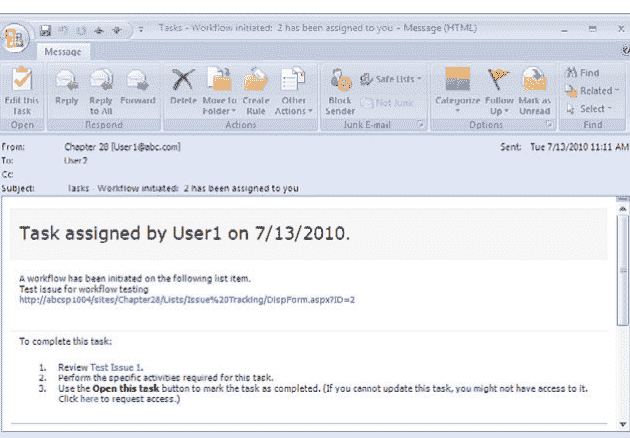 Tasks - Workflow initiated: 2 has been assigned to you - Message (HTML)
Message
Edit this Task
Reply
Reply to All
Forward
Delete
Move to Folder
Create Rule
Other Actions
Block Sender
Safe Lists
Not Junk
Categorize
Follow Up
Mark as Unread
Find
Related
Select
Open
Respond
Actions
Junk E-mail
Options
Find
From: Chapter 28 [User1@abc.com] Sent: Tue 7/13/2010 11:11 AM
To: User2
Cc:
Subject: Tasks - Workflow initiated: 2 has been assigned to you
Task assigned by User1 on 7/13/2010.
A workflow has been initiated on the following list item.
Test issue for workflow testing
http://abcsp1004/sites/Chapter28/Lists/Issue%20Tracking/DispForm.aspx?ID=2
To complete this task:
1. Review Test Issue 1.
2. Perform the specific activities required for this task.
3. Use the Open this task button to mark the task as completed. (If you cannot update this task, you might not have access to it.
Click here to request access.)